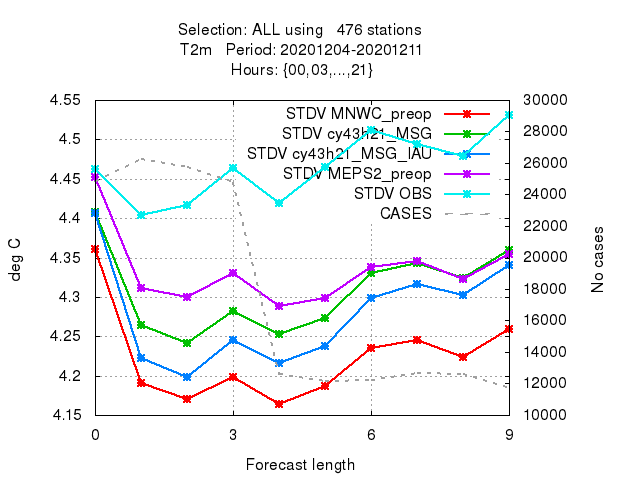 Selection: ALL using   476 stations
T2m   Period: 20201204-20201211
Hours: {00,03,...,21}
4.55
4.5
4.45
4.4
4.35
4.3
4.25
4.2
4.15
deg C
STDV MNWC_preop
STDV cy43h21_MSG
STDV cy43h21_MSG_IAU
STDV MEPS2_preop
STDV OBS
CASES
30000
28000
26000
24000
22000
20000
18000
16000
14000
12000
10000
No cases
0 3 6 9
Forecast length